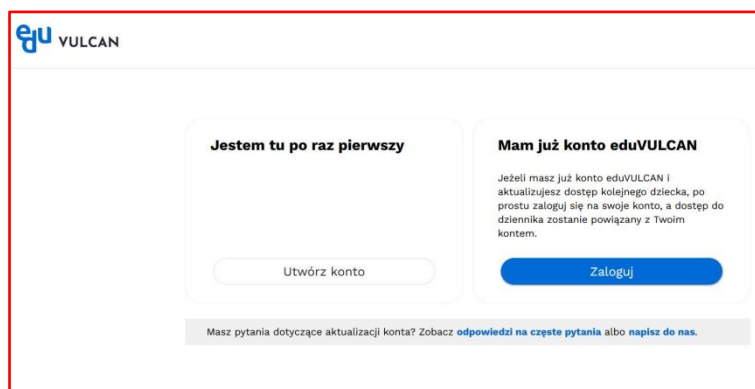 edu VULCAN
Jestem tu po raz pierwszy
Utwórz konto
Mam już konto eduVULCAN
Jeżeli masz już konto eduVULCAN i
aktualizujesz dostęp kolejnego dziecka, po
prostu zaloguj się na swoje konto, a dostęp do
dziennika zostanie powiązany z Twoim
kontem.
Zaloguj
Masz pytania dotyczące aktualizacji konta? Zobacz odpowiedzi na częste pytania albo napisz do nas.